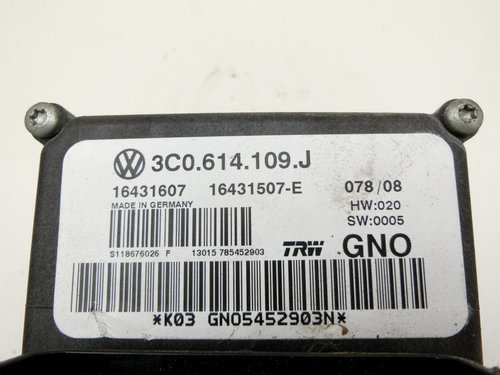 3C0.614.109.J
16431607 16431507-E 078/08
MADE IN GERMANY HW:020
SW:0005
S118676026 F 13015 785452903 TRW GNO
*K03 GNO5452903N*